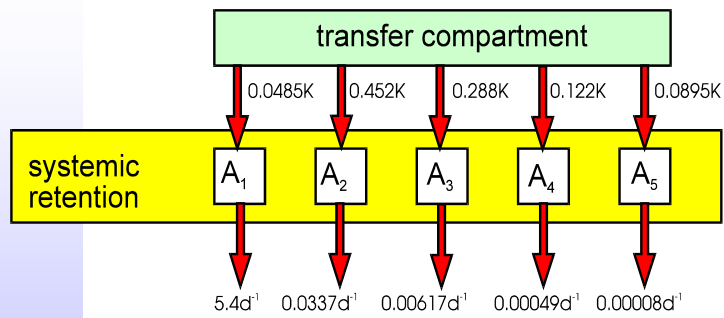 transfer compartment
0.0485K 0.452K 0.288K 0.122K 0.0895K
systemic
retention
A₁ A₂ A₃ A₄ A₅
5.4d⁻¹ 0.0337d⁻¹ 0.00617d⁻¹ 0.00049d⁻¹ 0.00008d⁻¹